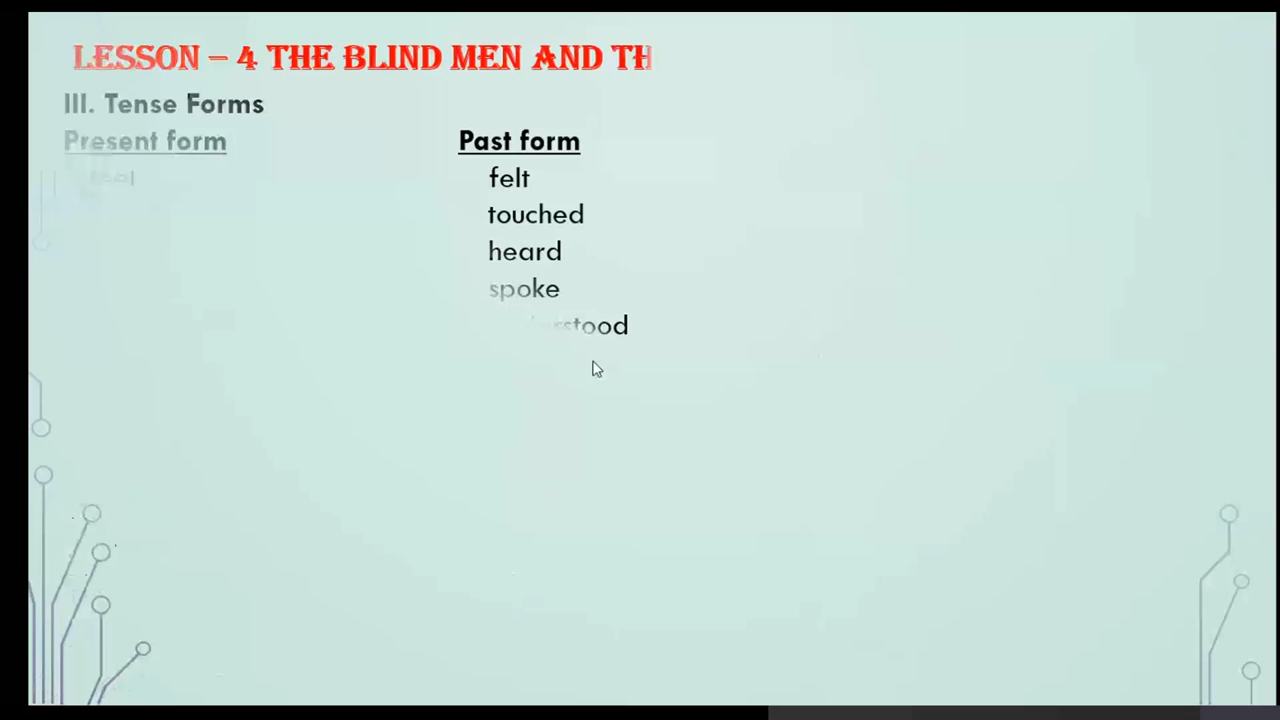 LESSON – 4 THE BLIND MEN AND TH
III. Tense Forms
Present form Past form
felt
touched
heard
spoke